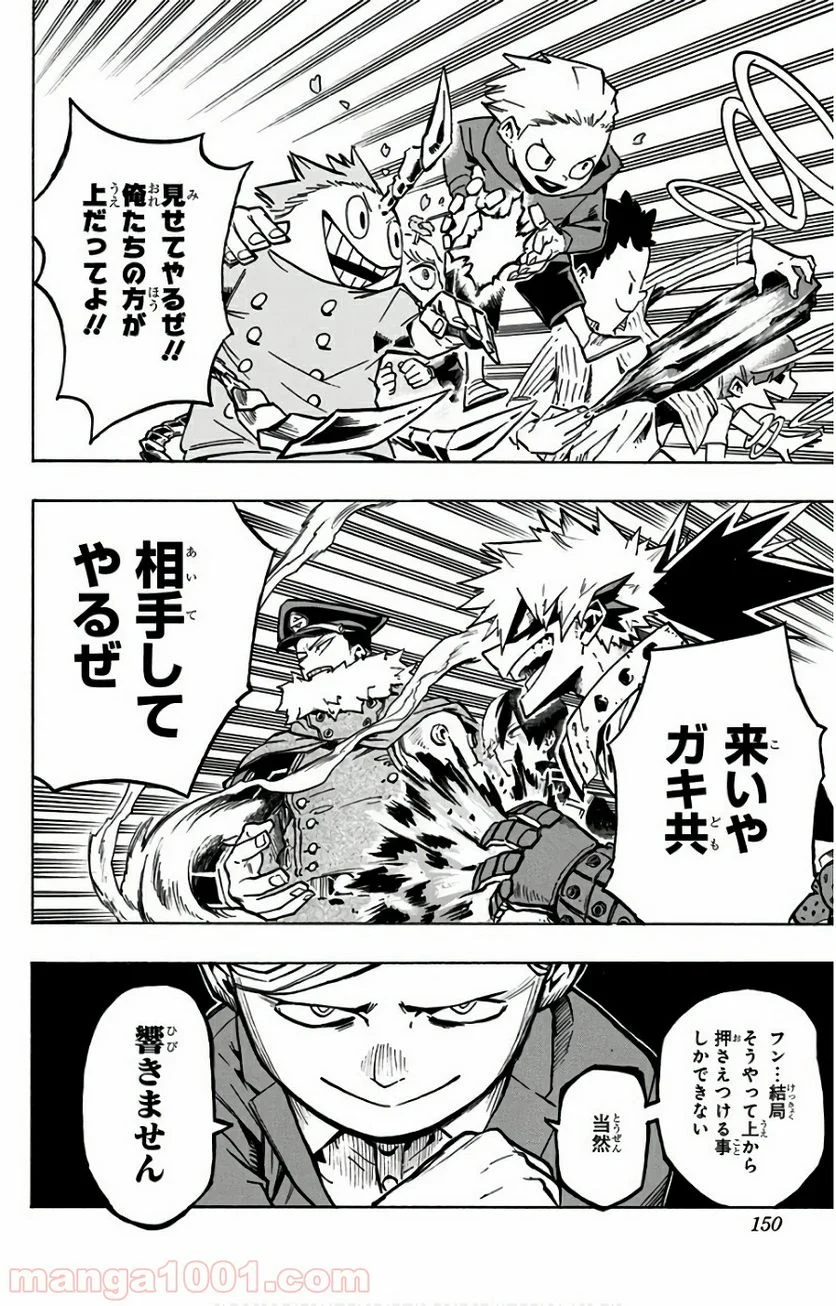 見せてやるぜ!!
俺たちの方が
上だってよ!!
来いや
ガキ共
相手して
やるぜ
フン…結局
そうやって上から
押さえつける事
しかできない
当然
響きません
150
manga1001.com